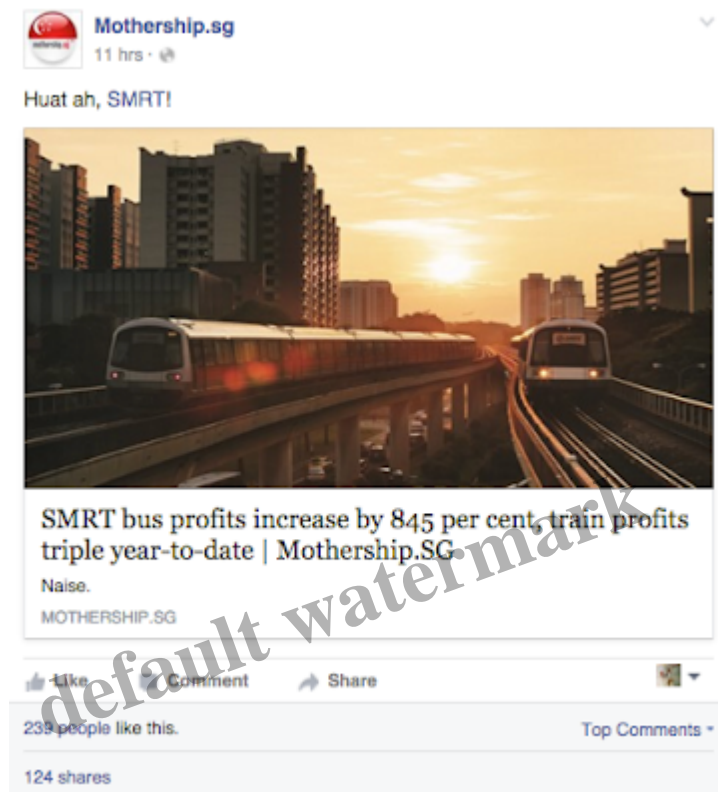 Mothership.sg
11 hrs ·
Huat ah, SMRT!
SMRT bus profits increase by 845 per cent, train profits
triple year-to-date | Mothership.SG
Naise.
MOTHERSHIP.SG
Like Comment Share
239 people like this. Top Comments
124 shares
default watermark